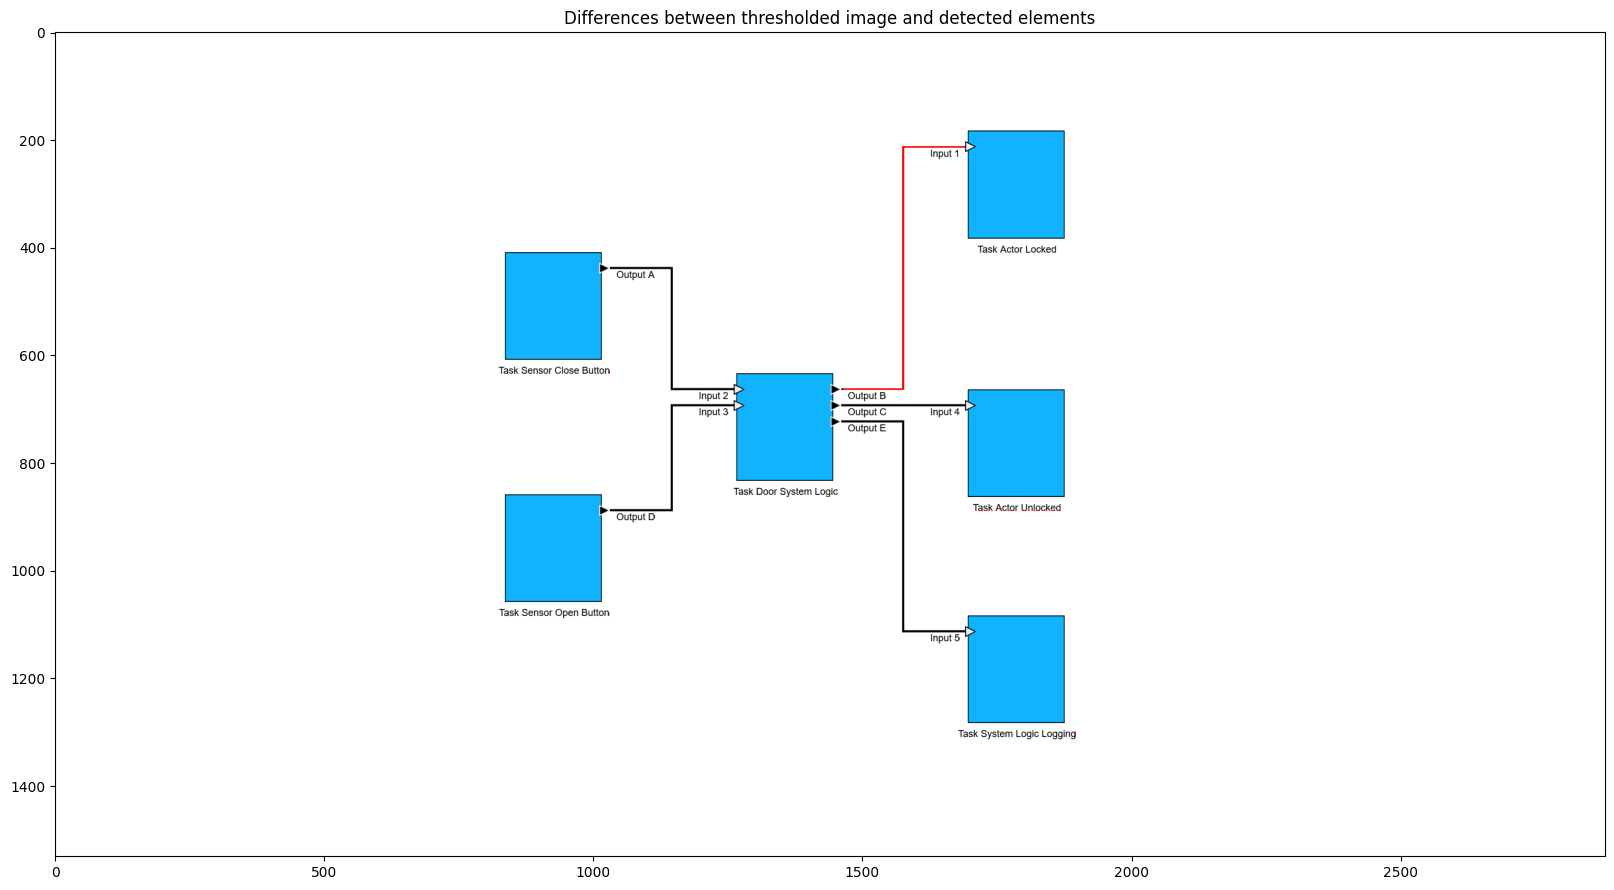 Differences between thresholded image and detected elements
0
200
Input 1
400
Task Actor Locked
Output A
600
Task Sensor Close Button
Input 2
Output B
Input 3
Output C
Input 4
Output E
800
Task Door System Logic
Task Actor Unlocked
Output D
1000
Task Sensor Open Button
Input 5
1200
Task System Logic Logging
1400
0
500
1000
1500
2000
2500